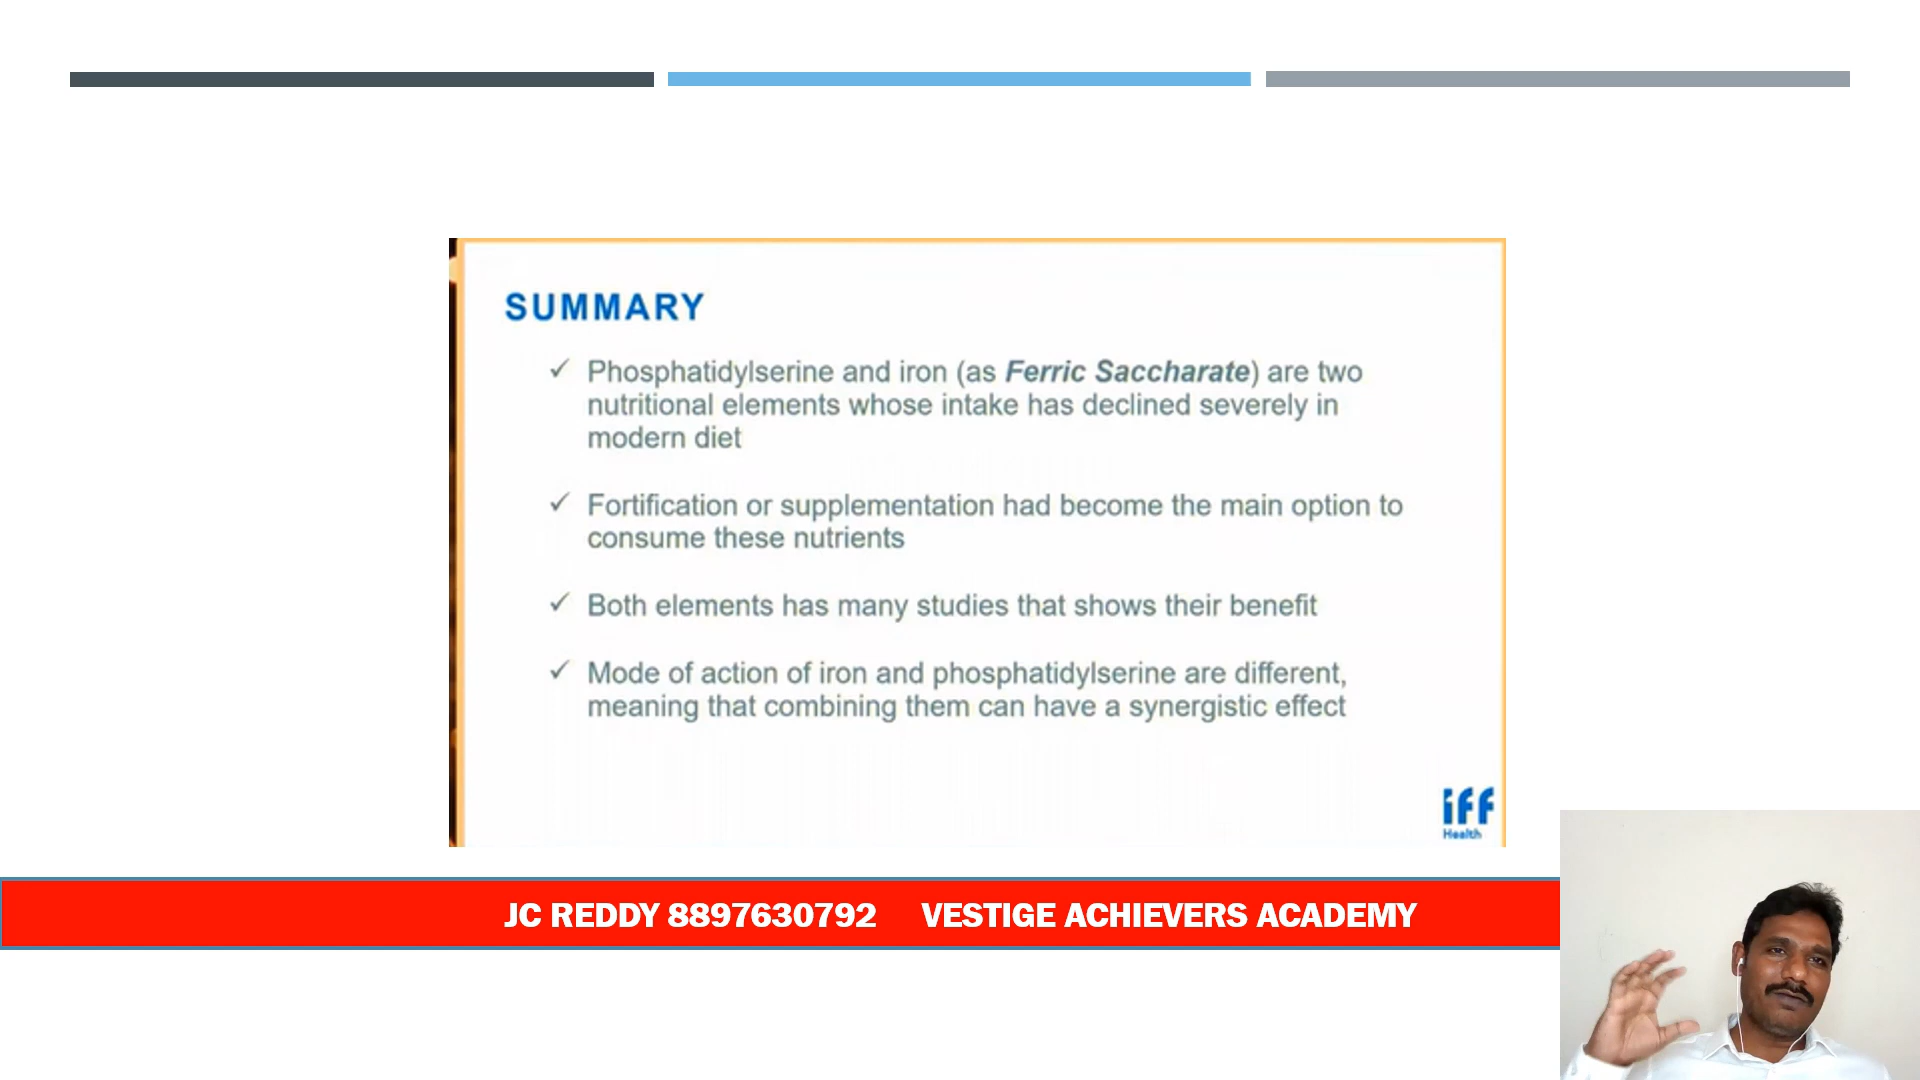 SUMMARY
✓ Phosphatidylserine and iron (as Ferric Saccharate) are two
nutritional elements whose intake has declined severely in
modern diet
✓ Fortification or supplementation had become the main option to
consume these nutrients
✓ Both elements has many studies that shows their benefit
✓ Mode of action of iron and phosphatidylserine are different,
meaning that combining them can have a synergistic effect
iff
Health
JC REDDY 8897630792 VESTIGE ACHIEVERS ACADEMY